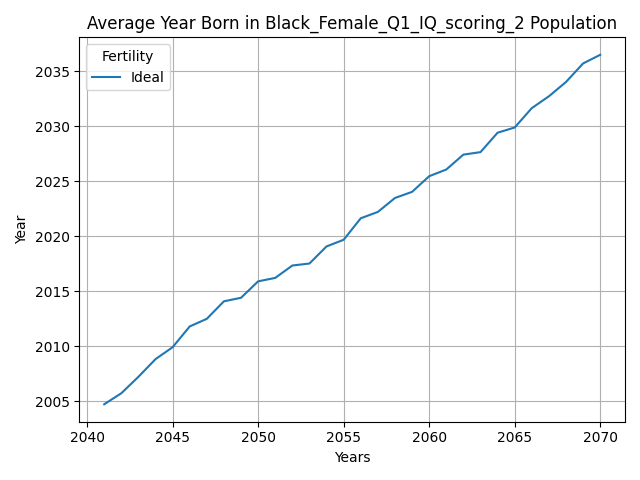 Average Year Born in Black_Female_Q1_IQ_scoring_2 Population
Fertility
Ideal
2035
2030
2025
2020
2015
2010
2005
Year
2040 2045 2050 2055 2060 2065 2070
Years